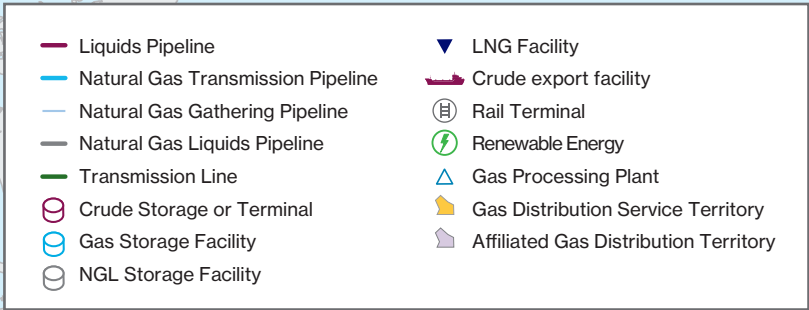 Liquids Pipeline
Natural Gas Transmission Pipeline
Natural Gas Gathering Pipeline
Natural Gas Liquids Pipeline
Transmission Line
Crude Storage or Terminal
Gas Storage Facility
NGL Storage Facility
LNG Facility
Crude export facility
Rail Terminal
Renewable Energy
Gas Processing Plant
Gas Distribution Service Territory
Affiliated Gas Distribution Territory